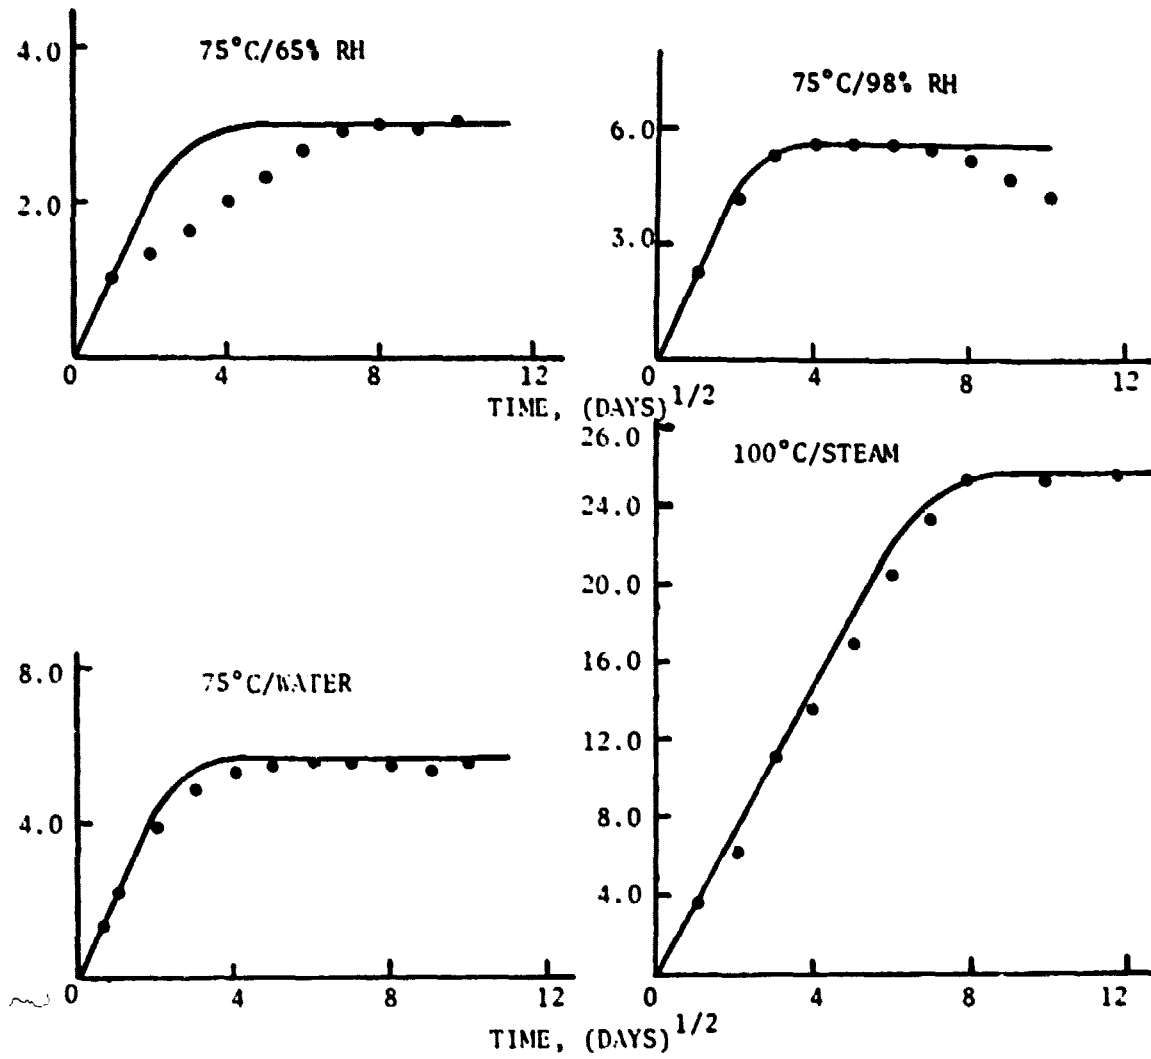 4.0
75°C/65% RH
2.0
0 4 8 12
75°C/98% RH
6.0
3.0
0 4 8 12
TIME, (DAYS)1/2
26.0
100°C/STEAM
24.0
20.0
16.0
12.0
8.0
4.0
0 4 8 12
8.0
75°C/WATER
4.0
0 4 8 12
TIME, (DAYS)1/2